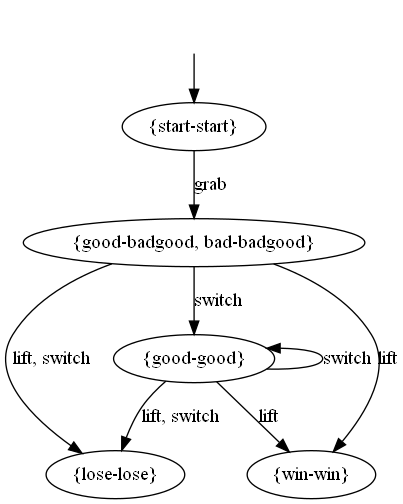 {start-start}
grab
{good-badgood, bad-badgood}
switch
lift, switch
{good-good}
switch
lift
lift, switch
lift
{lose-lose}
{win-win}